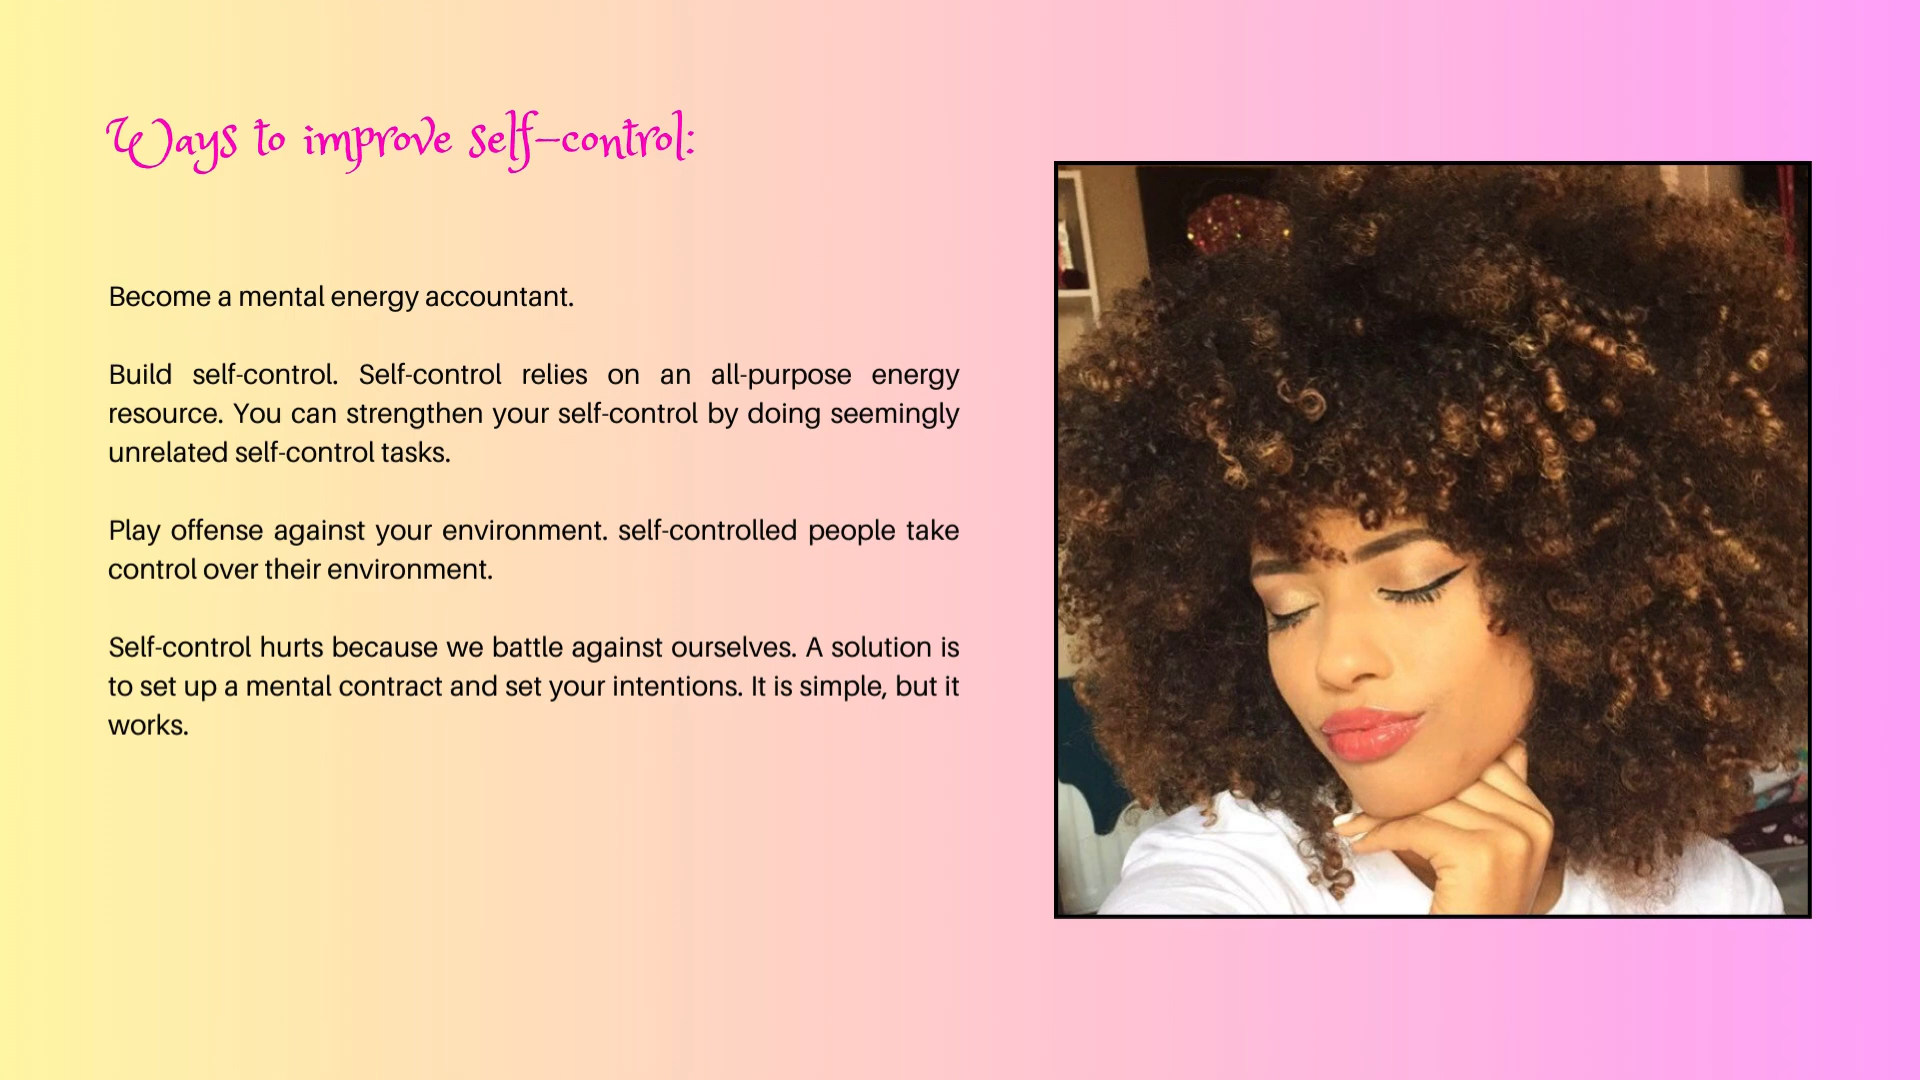 Ways to improve self-control:
Become a mental energy accountant.
Build self-control. Self-control relies on an all-purpose energy
resource. You can strengthen your self-control by doing seemingly
unrelated self-control tasks.
Play offense against your environment. self-controlled people take
control over their environment.
Self-control hurts because we battle against ourselves. A solution is
to set up a mental contract and set your intentions. It is simple, but it
works.